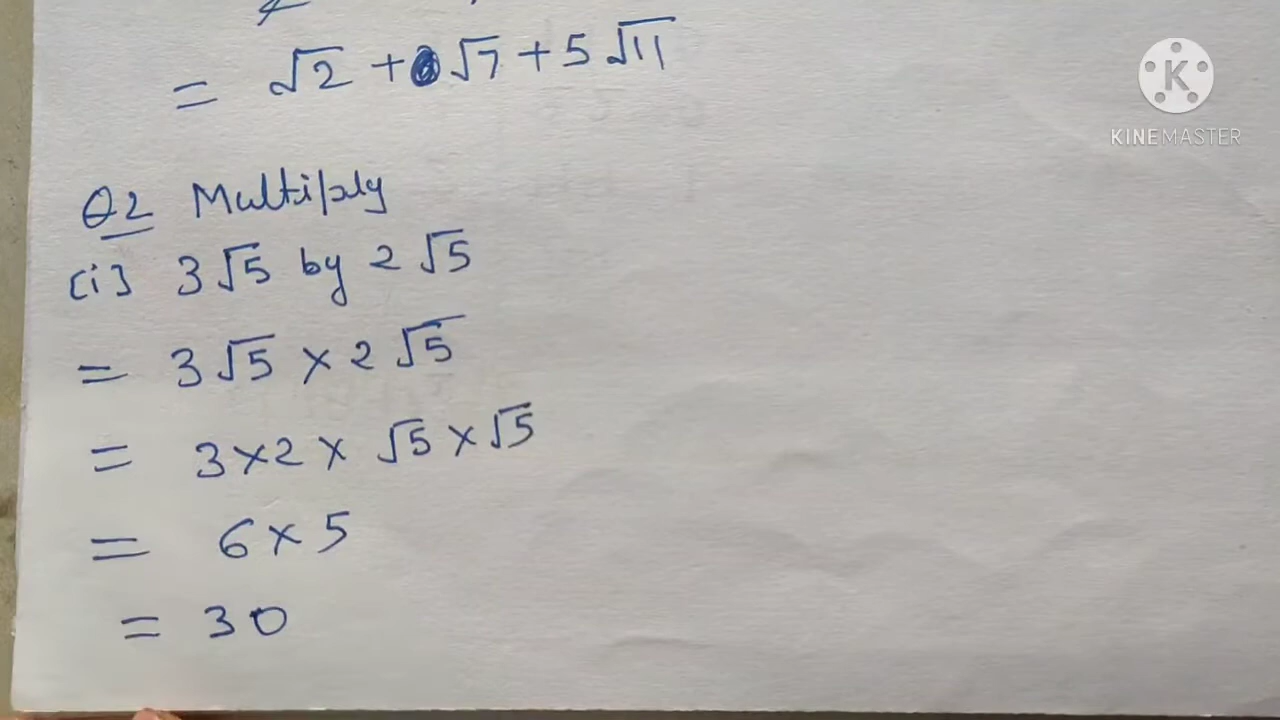 = √2 + √7 + 5√11
K
KINEMASTER
Q2 Multiply
(i) 3√5 by 2√5
= 3√5 × 2√5
= 3×2× √5 × √5
= 6 × 5
= 30